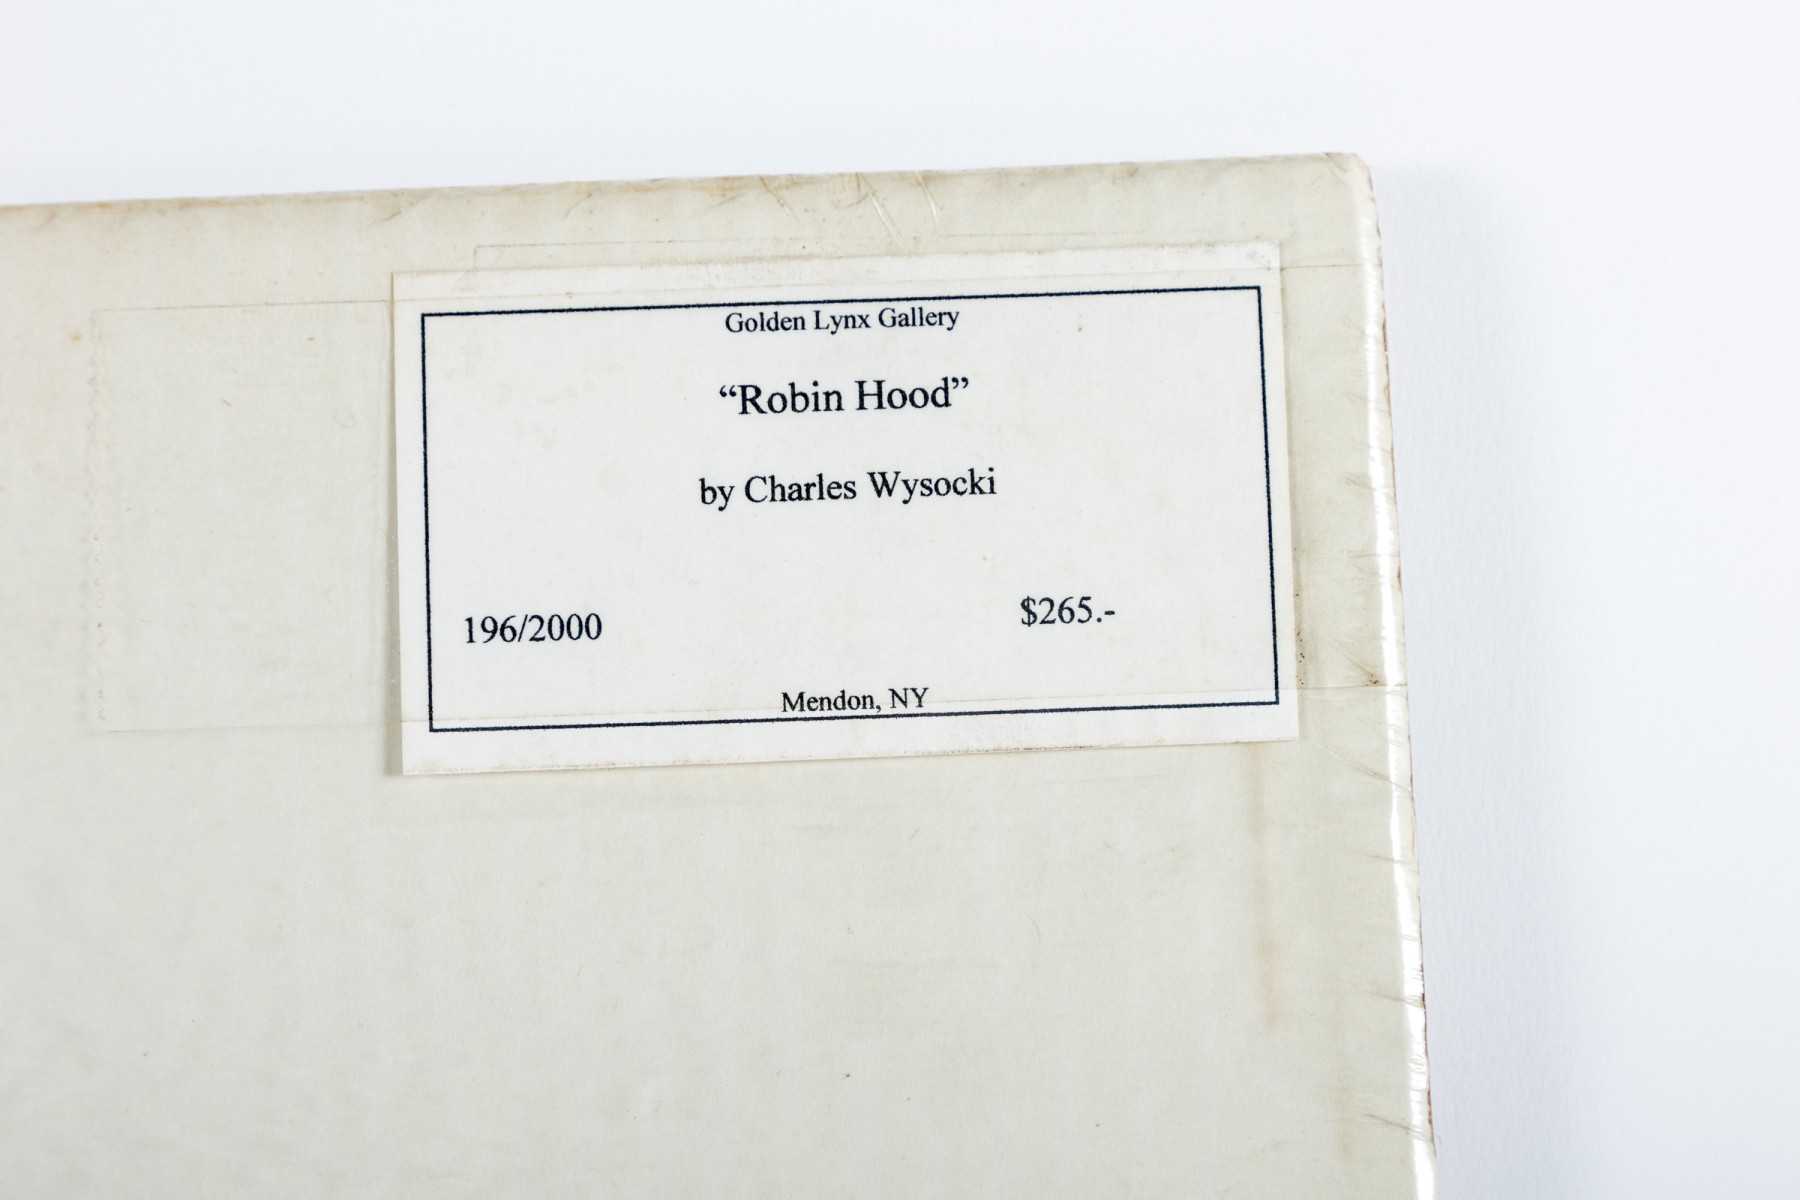 Golden Lynx Gallery
“Robin Hood”
by Charles Wysocki
196/2000 $265.-
Mendon, NY